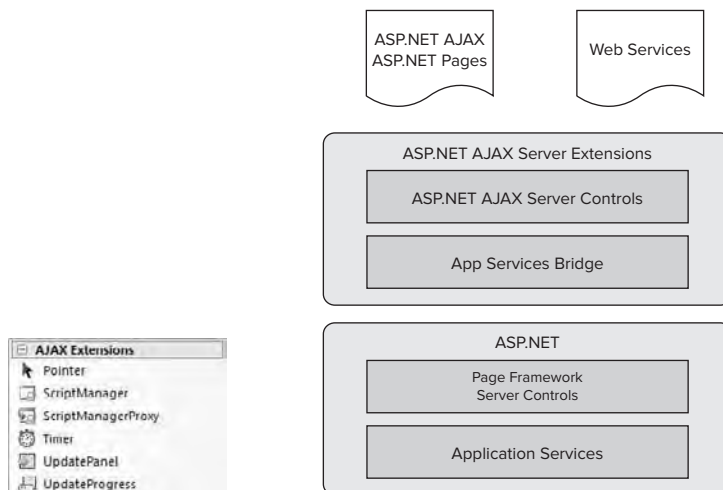 ASP.NET AJAX
ASP.NET Pages
Web Services
ASP.NET AJAX Server Extensions
ASP.NET AJAX Server Controls
App Services Bridge
ASP.NET
Page Framework
Server Controls
Application Services
AJAX Extensions
Pointer
ScriptManager
ScriptManagerProxy
Timer
UpdatePanel
UpdateProgress